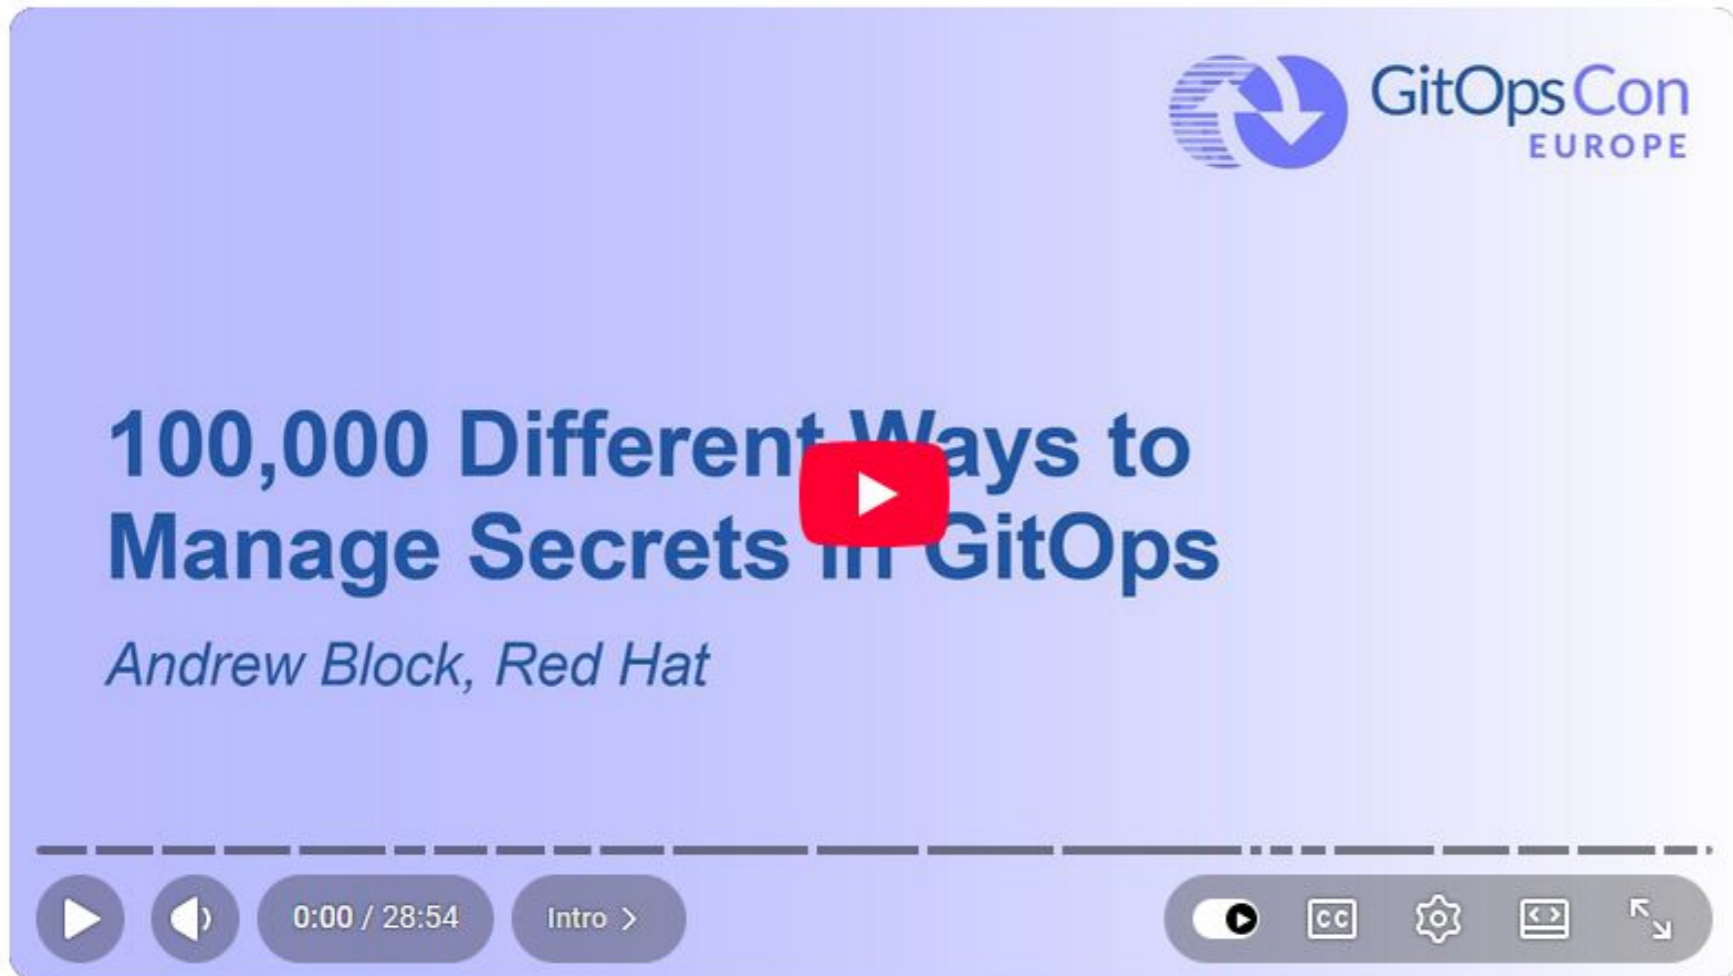 GitOpsCon
EUROPE
100,000 Different Ways to
Manage Secrets in GitOps
Andrew Block, Red Hat
0:00 / 28:54
Intro
CC